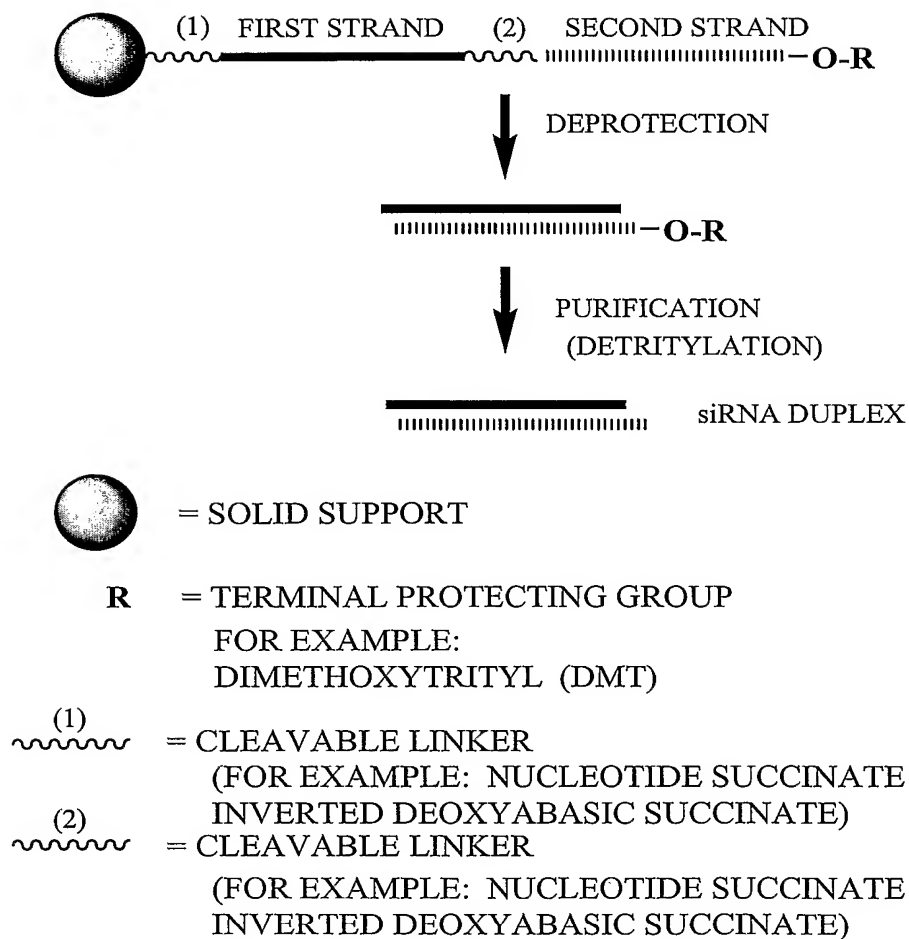 (1) FIRST STRAND (2) SECOND STRAND
O-R
DEPROTECTION
O-R
PURIFICATION
(DETRITYLATION)
siRNA DUPLEX
= SOLID SUPPORT
R = TERMINAL PROTECTING GROUP
FOR EXAMPLE:
DIMETHOXYTRITYL (DMT)
(1)
= CLEAVABLE LINKER
(FOR EXAMPLE: NUCLEOTIDE SUCCINATE
INVERTED DEOXYABASIC SUCCINATE)
(2)
= CLEAVABLE LINKER
(FOR EXAMPLE: NUCLEOTIDE SUCCINATE
INVERTED DEOXYABASIC SUCCINATE)